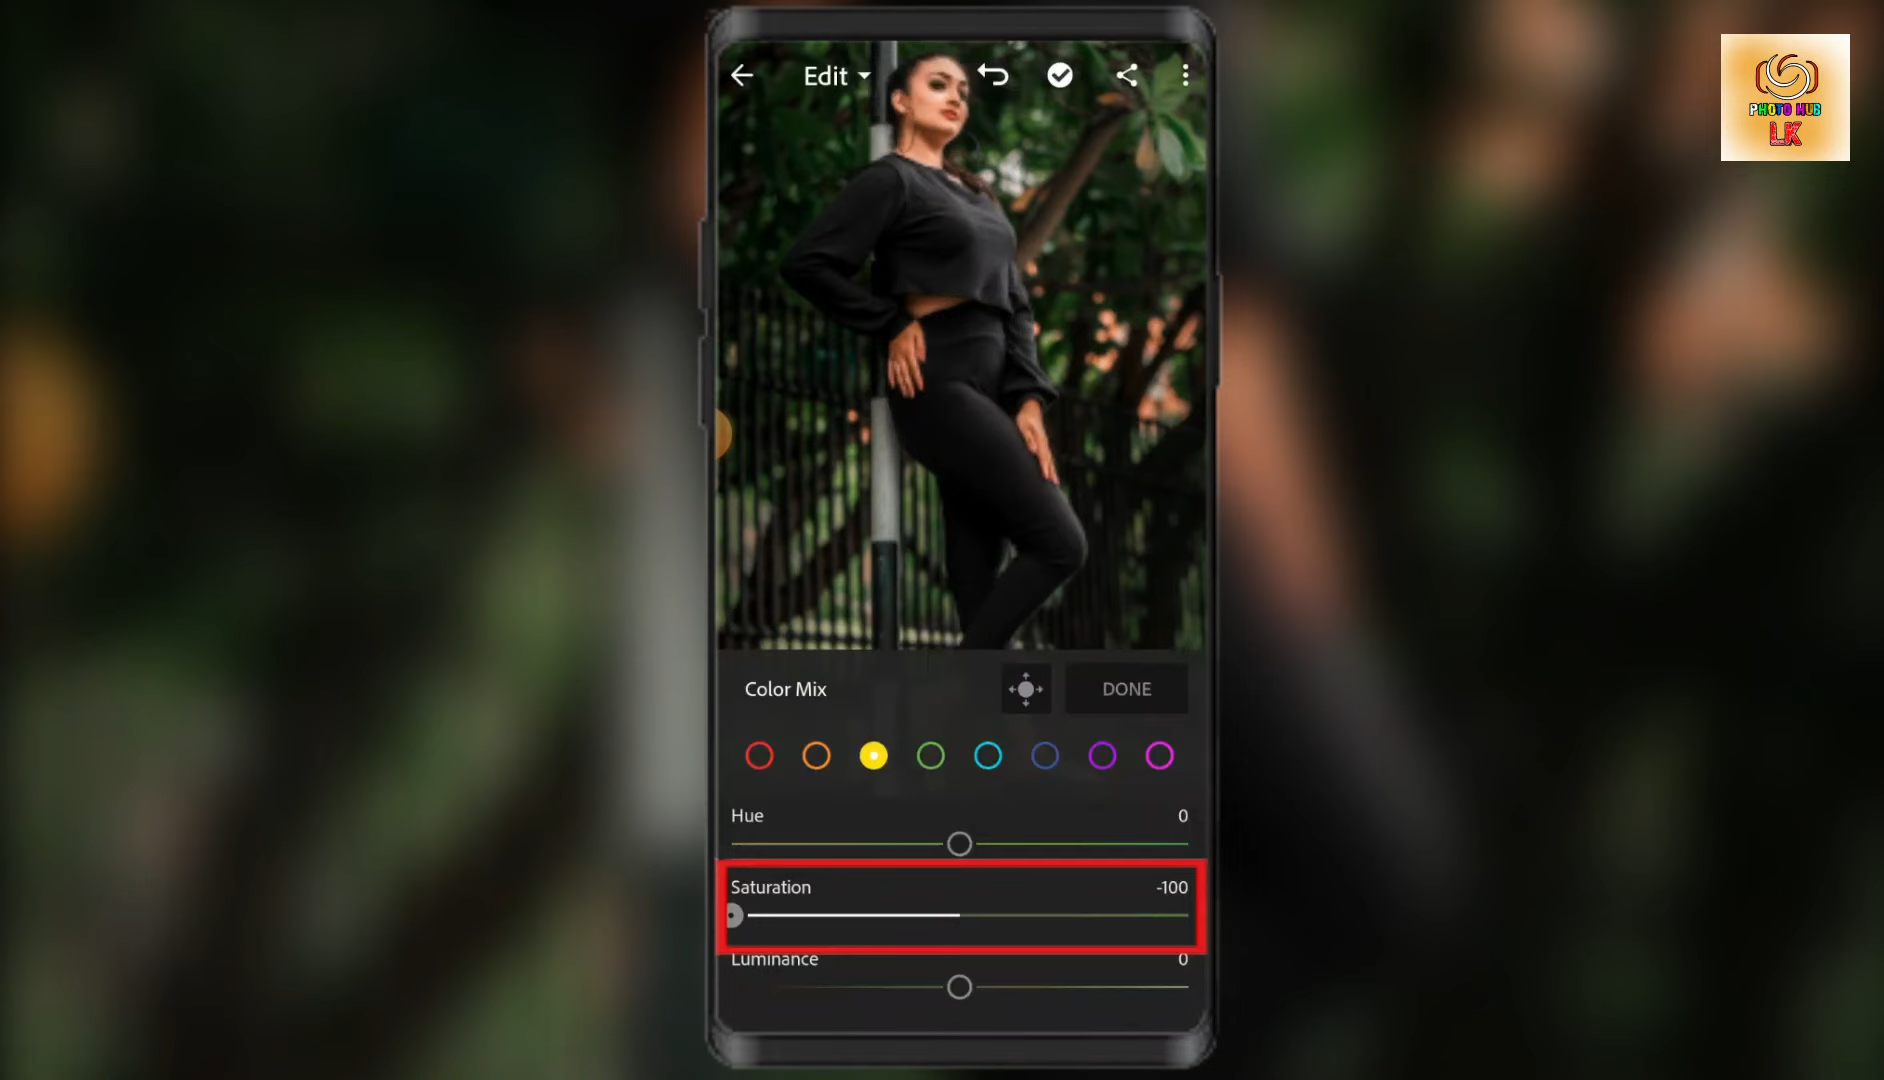 Edit
PHOTO HUB
LK
Color Mix
DONE
Hue 0
Saturation -100
Luminance 0